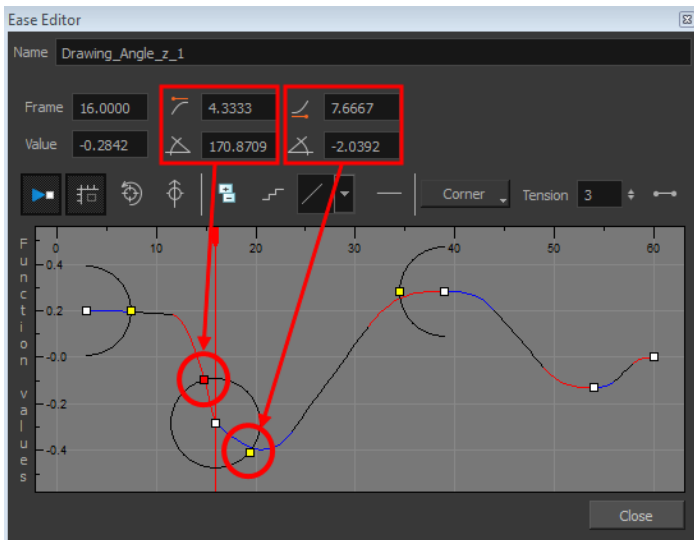 Ease Editor
Name Drawing_Angle_z_1
Frame 16.0000 4.3333 7.6667
Value -0.2842 170.8709 -2.0392
Corner Tension 3
Function values
0 10 20 30 40 50 60
-0.4
-0.2
-0.0
-0.2
-0.4
Close